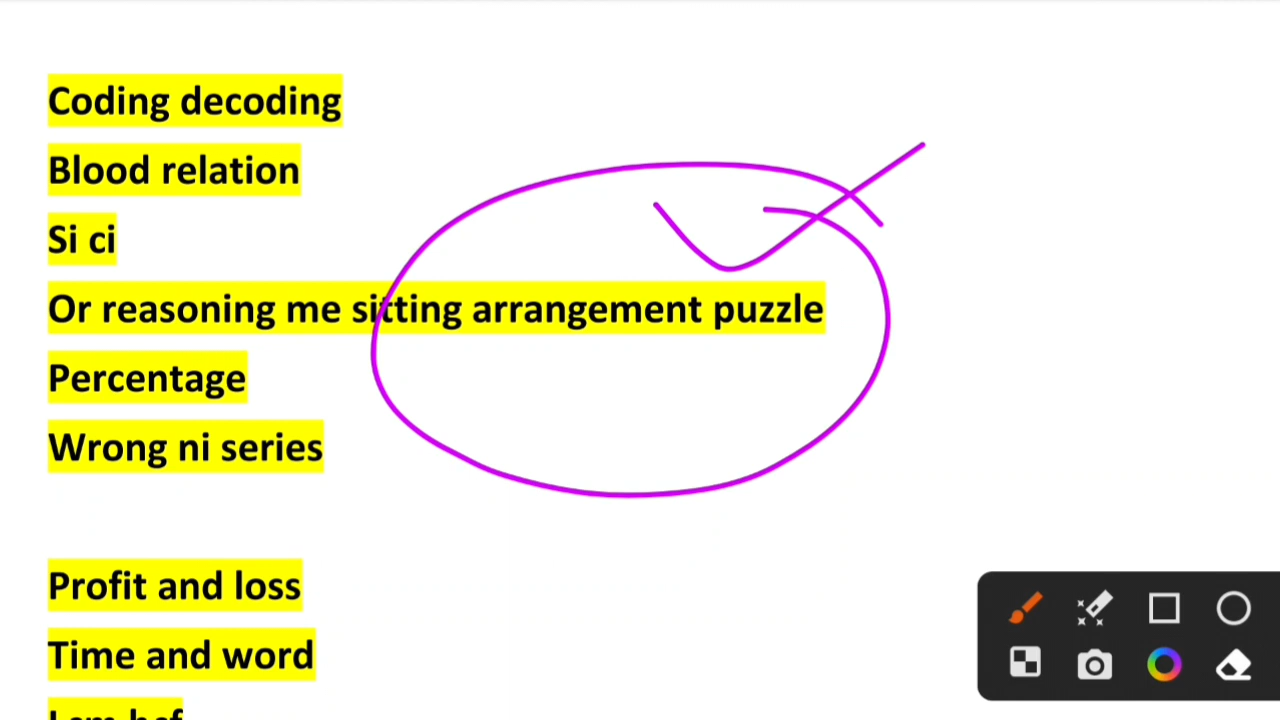 Coding decoding
Blood relation
Si ci
Or reasoning me sitting arrangement puzzle
Percentage
Wrong ni series
Profit and loss
Time and word